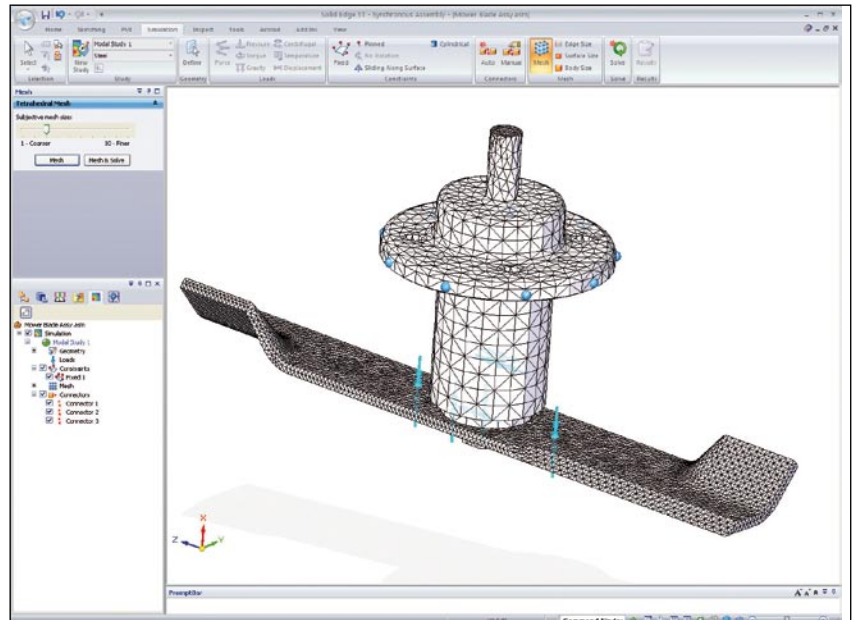 Solid Edge ST - Synchronous Assembly - [Mower Blade Assy.asm]
Home Sketching PMI Simulation Inspect Tools View
Select
Selection
New Study
Modal Study 1
Steel
Study
Define
Geometry
Force
Pressure
Torque
Gravity
Centrifugal
Temperature
Displacement
Loads
Fixed
Pinned
No Rotation
Sliding Along Surface
Cylindrical
Constraints
Auto Manual
Connectors
Mesh
Edge Size
Surface Size
Body Size
Mesh
Solve
Solve
Results
Results
Mesh
Tetrahedral Mesh
Subjective mesh size:
1 - Coarser 10 - Finer
Mesh Mesh & Solve
Mower Blade Assy.asm
Simulation
Modal Study 1
Geometry
Loads
Constraints
Fixed 1
Mesh
Connectors
Connector 1
Connector 2
Connector 3
X
Z Y
PromptBar